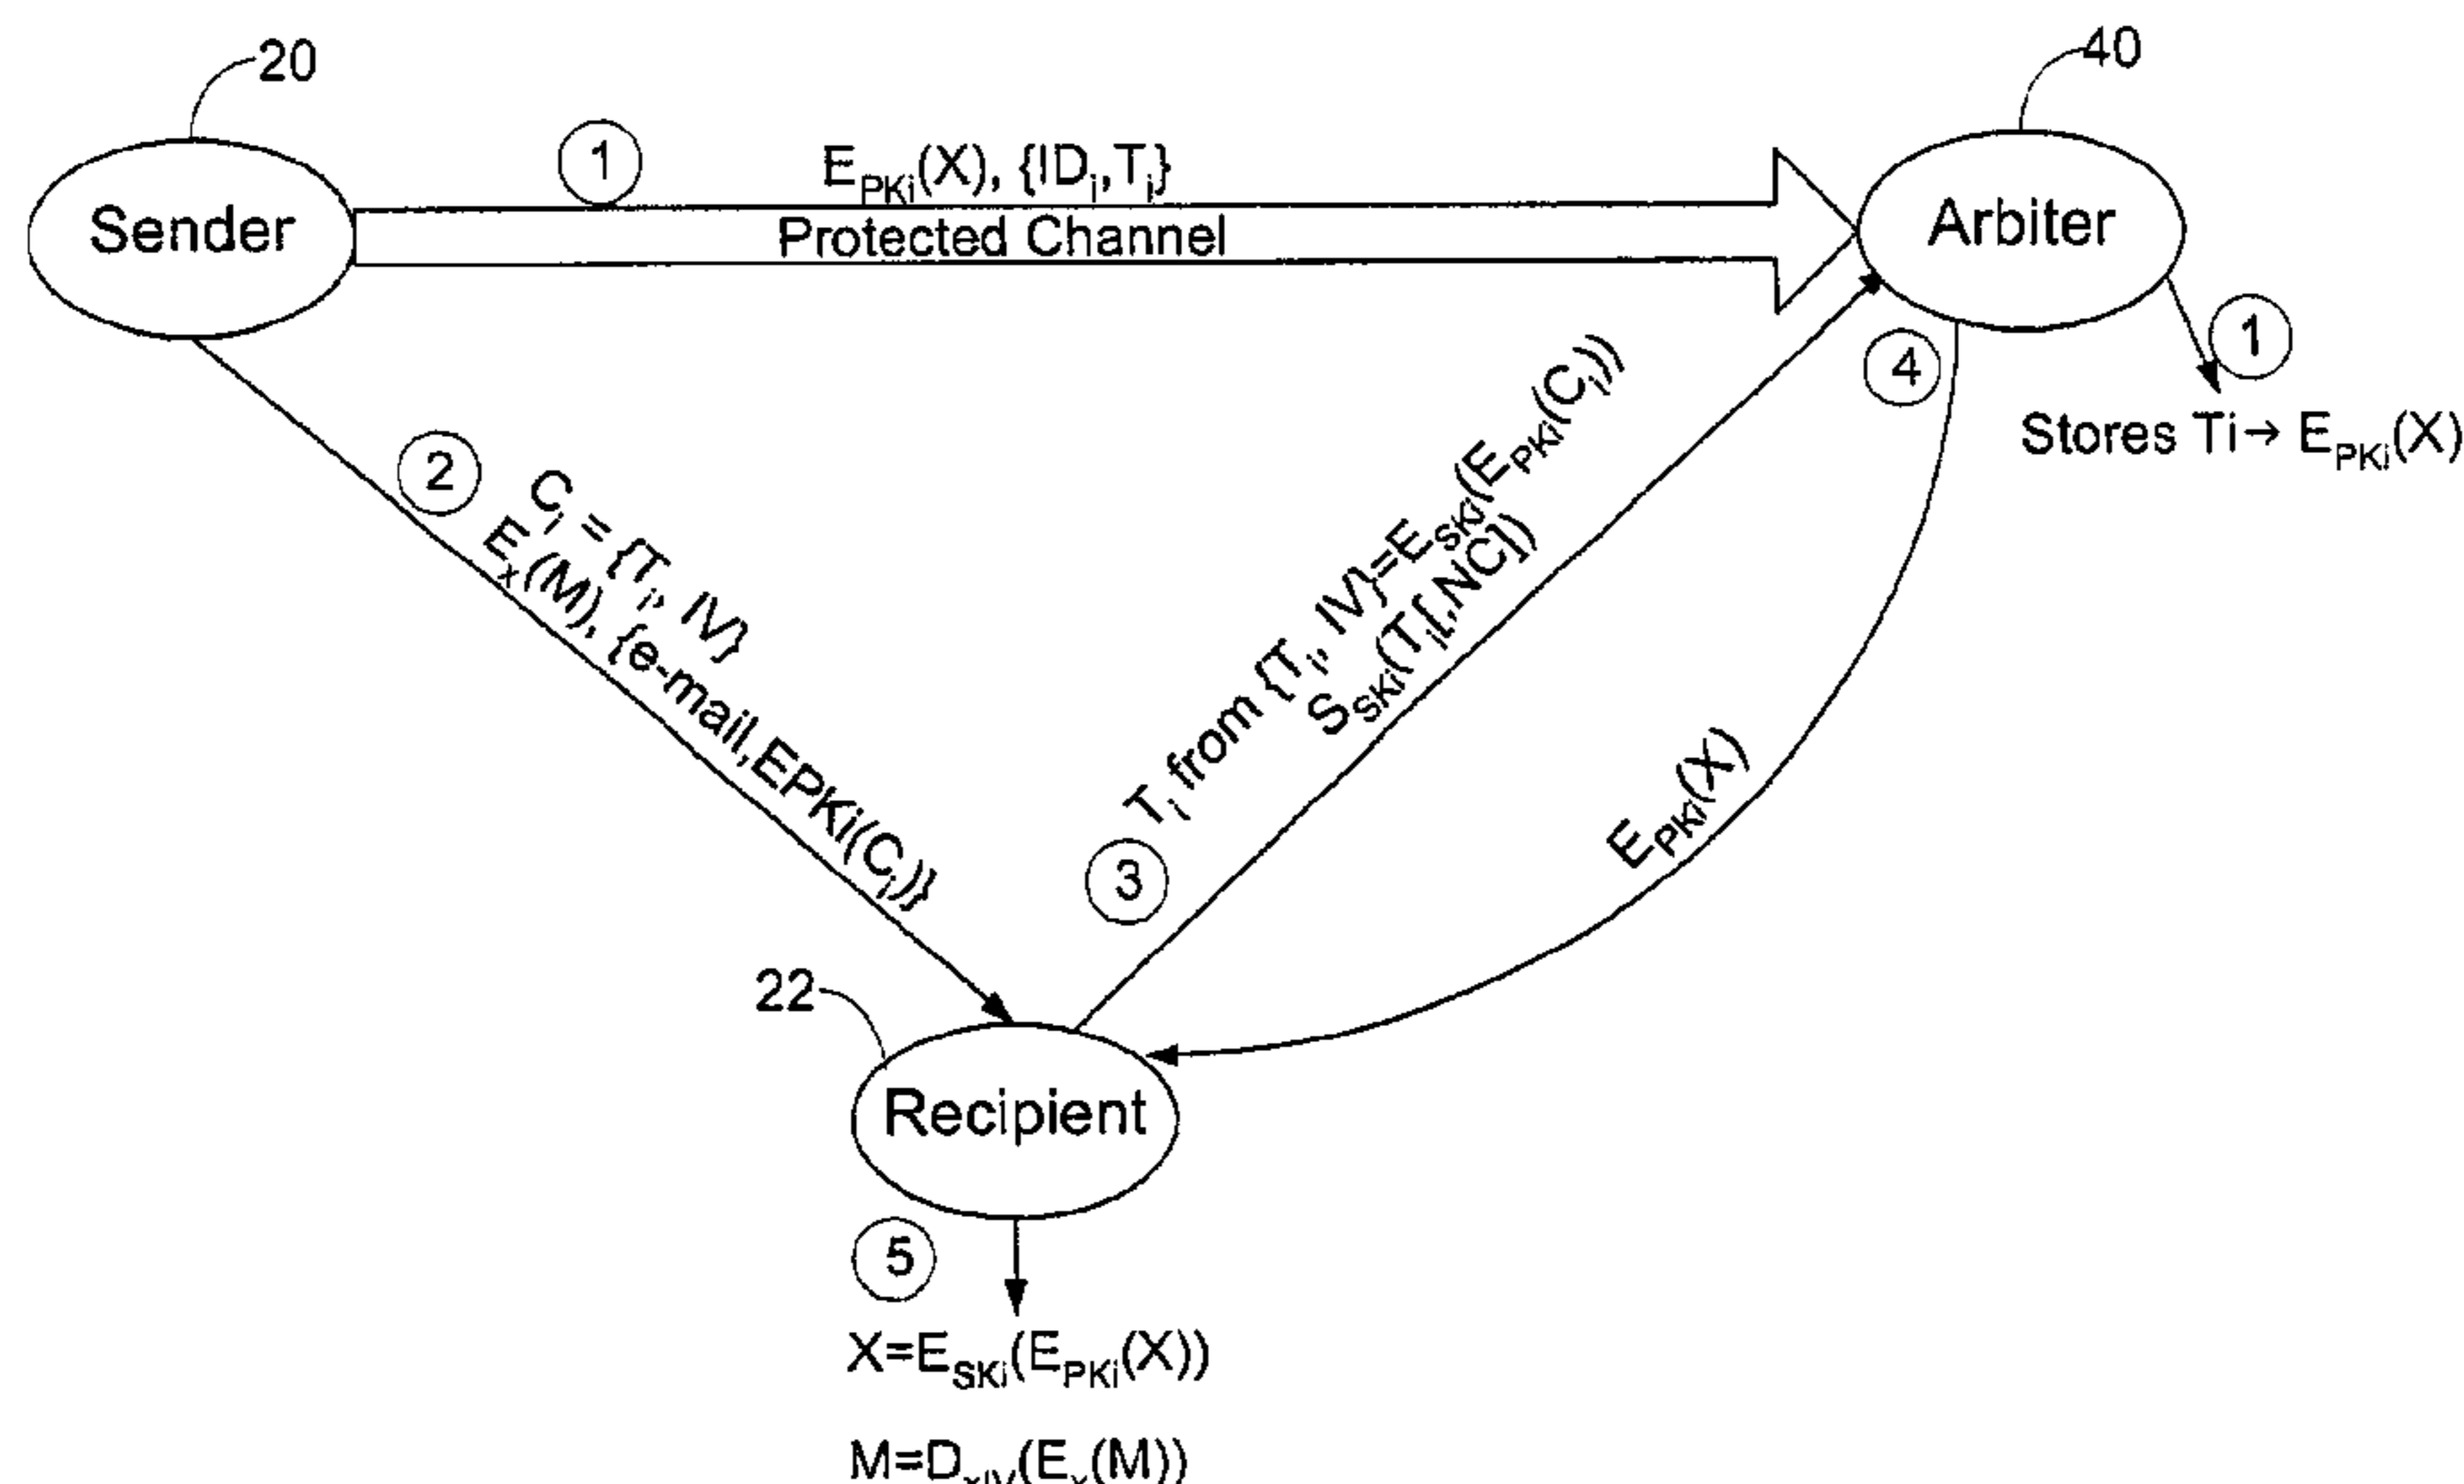 20
40
1
E_PKi(X), {ID_i,T_i}
Sender
Protected Channel
Arbiter
1
4
Stores Ti→ E_PKi(X)
2
C_i = {T_i, IV}
E_x(M), {e-mail,EPKi(C_i)}
T_i from {T_i, IV}=E_SKi(E_PKi(C_i))
S_SKi(T_i[,NC])
3
E_PKi(X)
22
Recipient
5
X=E_SKi(E_PKi(X))
M=D_xIV(E_x(M))